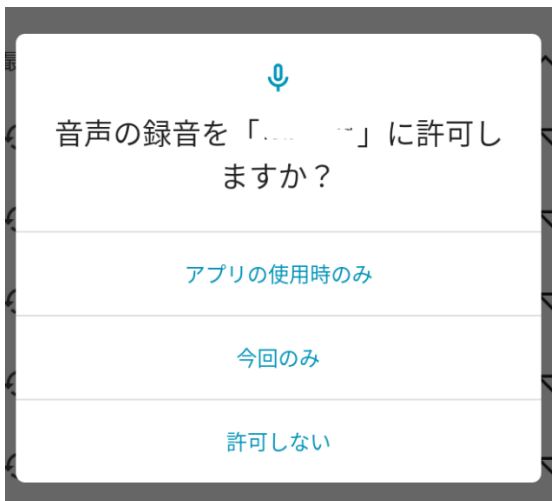 音声の録音を「 」に許可し
ますか？
アプリの使用時のみ
今回のみ
許可しない